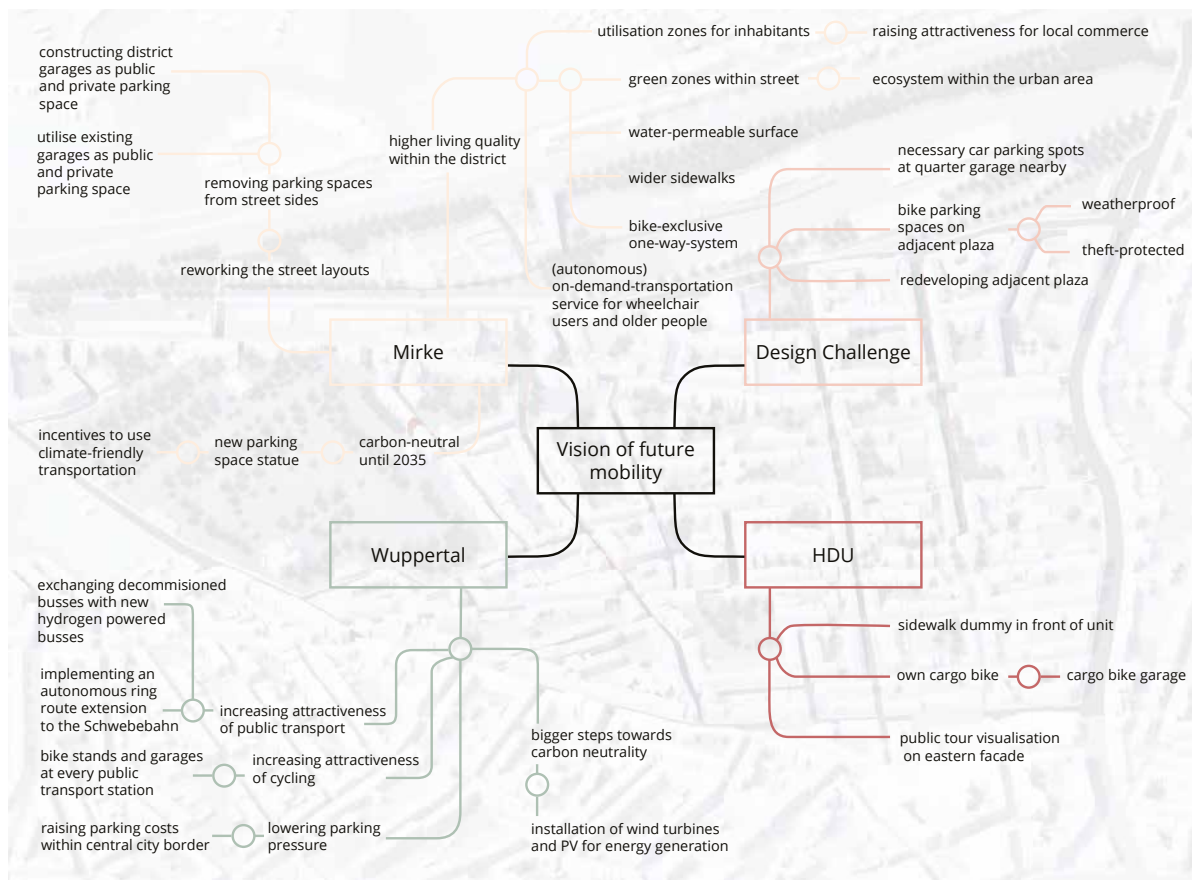 constructing district
garages as public
and private parking
space
utilise existing
garages as public
and private
parking space
removing parking spaces
from street sides
reworking the street layouts
higher living quality
within the district
utilisation zones for inhabitants
raising attractiveness for local commerce
green zones within street
ecosystem within the urban area
water-permeable surface
wider sidewalks
bike-exclusive
one-way-system
(autonomous)
on-demand-transportation
service for wheelchair
users and older people
necessary car parking spots
at quarter garage nearby
bike parking
spaces on
adjacent plaza
weatherproof
theft-protected
redeveloping adjacent plaza
Mirke
Design Challenge
incentives to use
climate-friendly
transportation
new parking
space statue
carbon-neutral
until 2035
Vision of future
mobility
Wuppertal
HDU
exchanging decommisioned
busses with new
hydrogen powered
busses
implementing an
autonomous ring
route extension
to the Schwebebahn
increasing attractiveness
of public transport
bike stands and garages
at every public
transport station
increasing attractiveness
of cycling
raising parking costs
within central city border
lowering parking
pressure
bigger steps towards
carbon neutrality
installation of wind turbines
and PV for energy generation
sidewalk dummy in front of unit
own cargo bike
cargo bike garage
public tour visualisation
on eastern facade